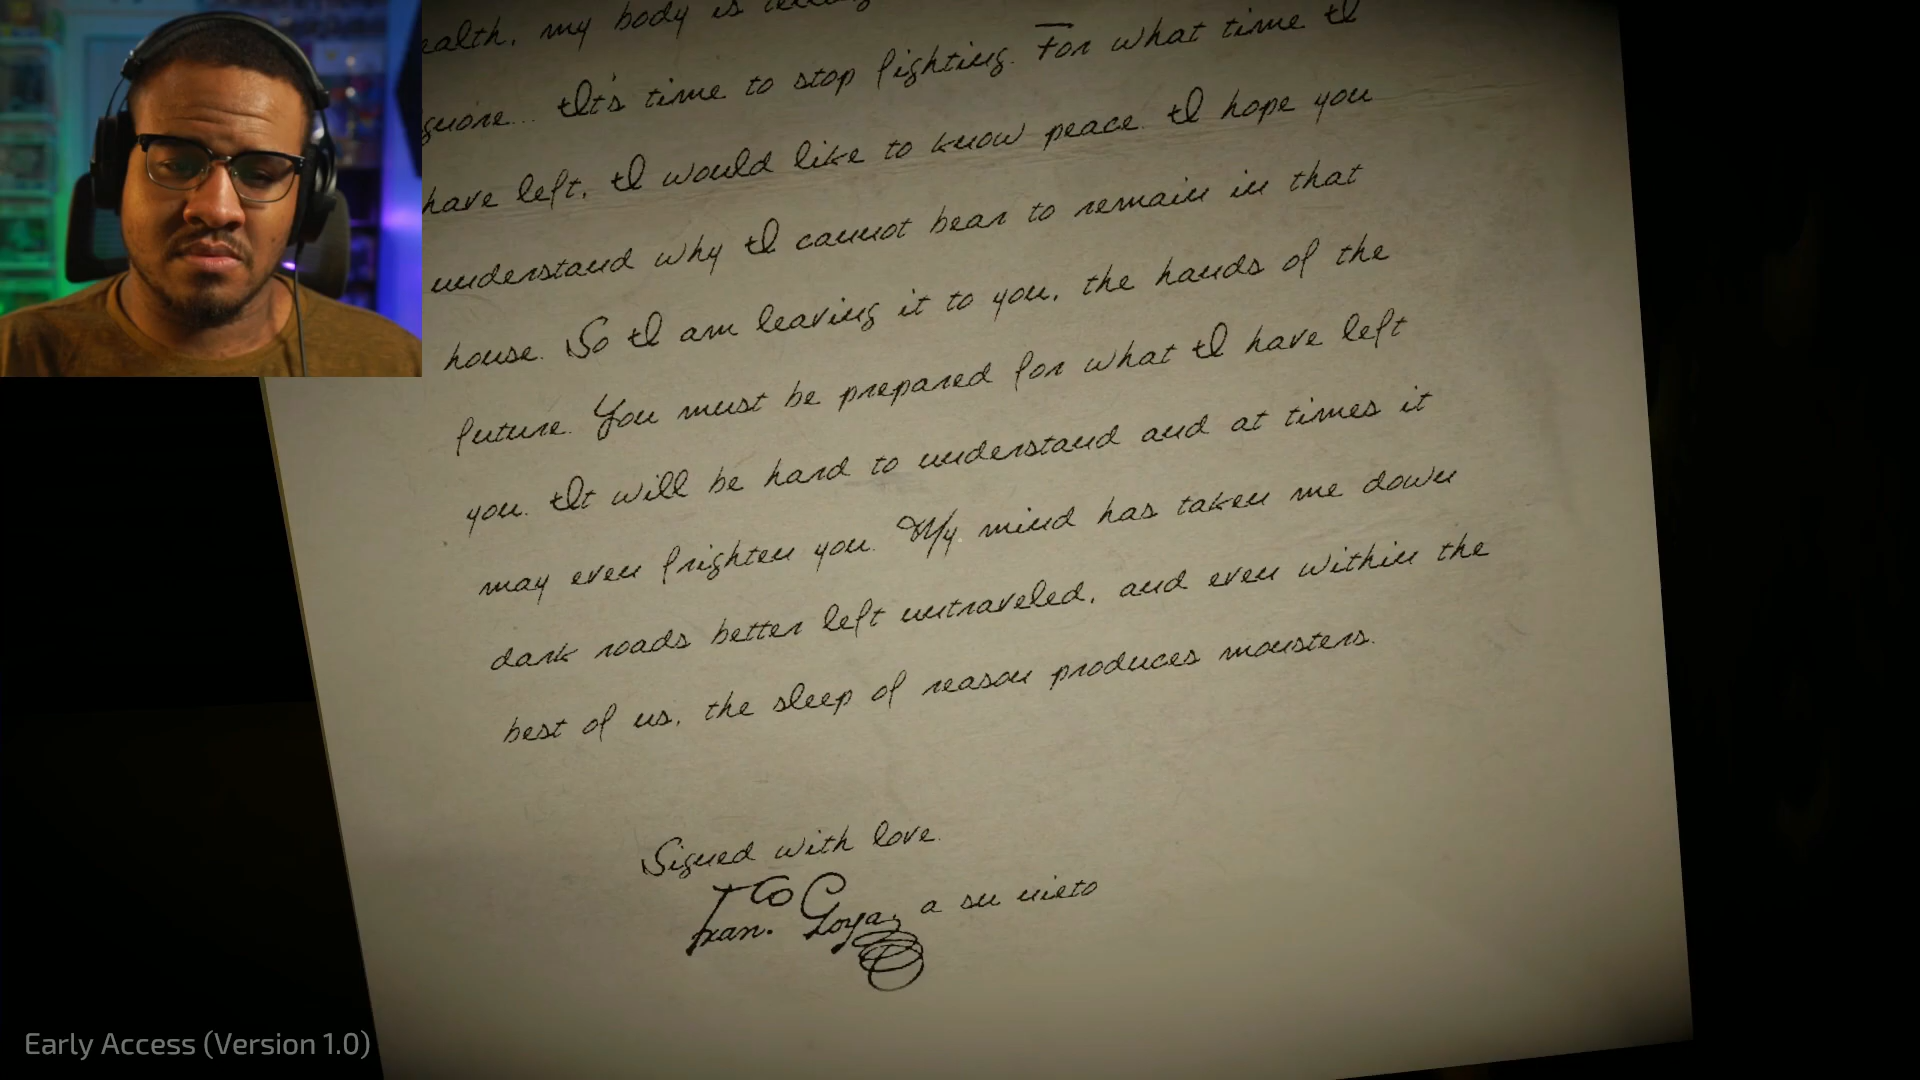 ealth, my body is
gnore... It's time to stop fighting. For what time I
have left, I would like to know peace. I hope you
understand why I cannot bear to remain in that
house. So I am leaving it to you, the hands of the
future. You must be prepared for what I have left
you. It will be hard to understand and at times it
may even frighten you. My mind has taken me down
dark roads better left untraveled, and even within the
best of us, the sleep of reason produces monsters.
Signed with love.
Fran.co Goya, a su nieto
Early Access (Version 1.0)